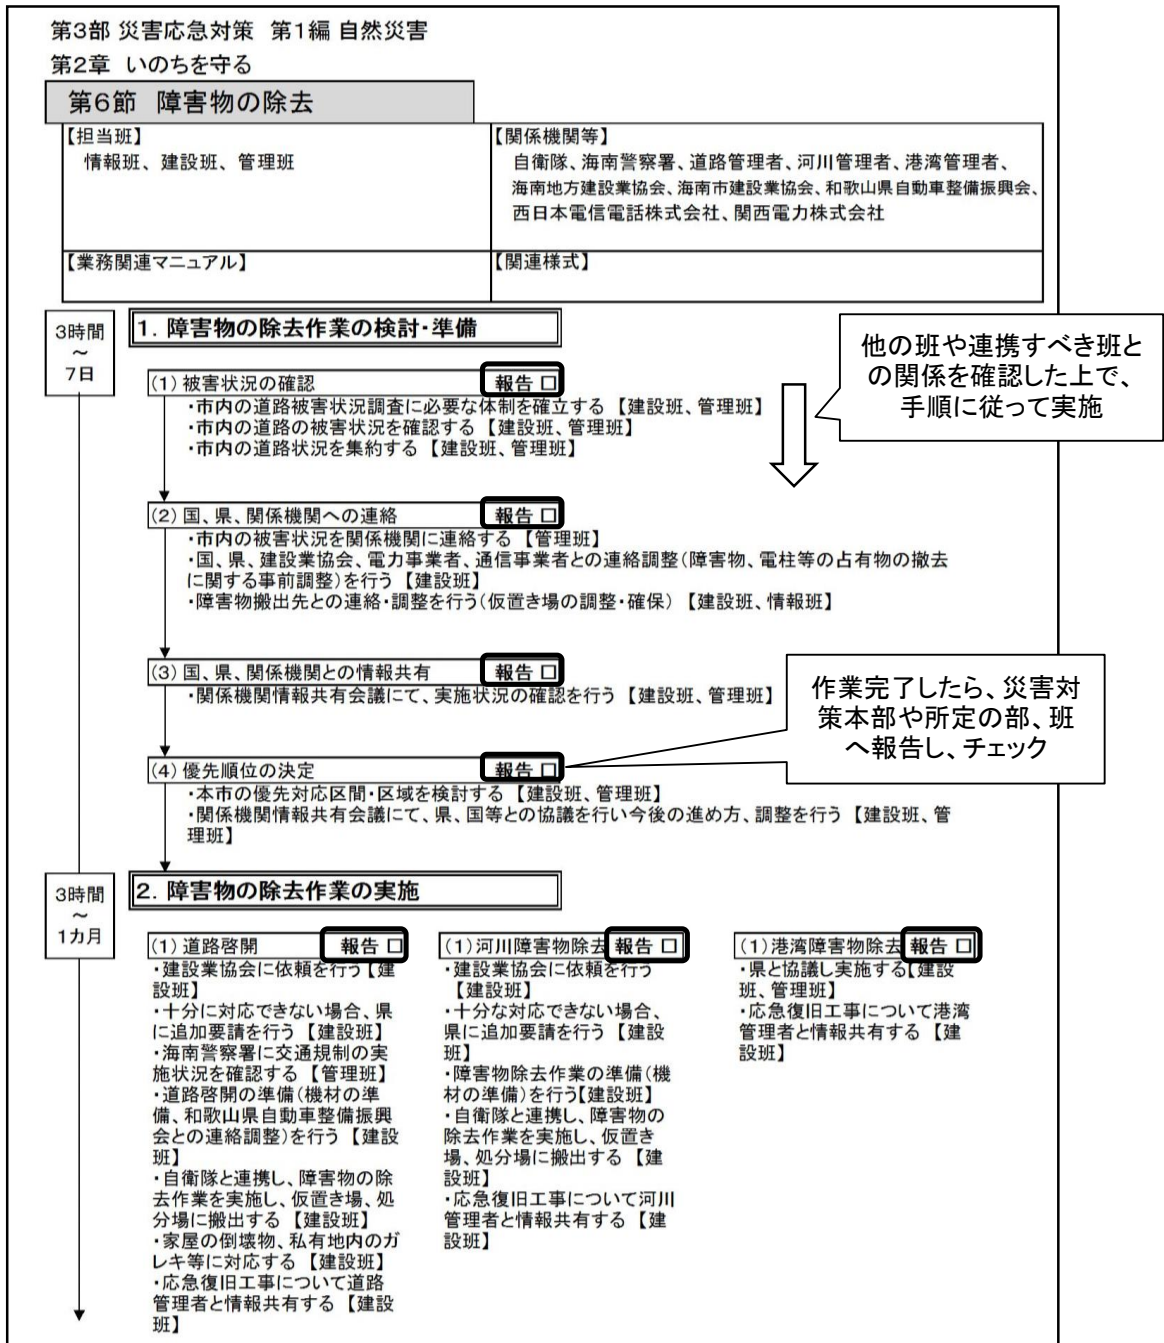 第3部 災害応急対策 第1編 自然災害
第2章 いのちを守る
第6節 障害物の除去
【担当班】
情報班、建設班、管理班
【関係機関等】
自衛隊、海南警察署、道路管理者、河川管理者、港湾管理者、
海南地方建設業協会、海南市建設業協会、和歌山県自動車整備振興会、
西日本電信電話株式会社、関西電力株式会社
【業務関連マニュアル】
【関連様式】
3時間
～
7日
1. 障害物の除去作業の検討・準備
他の班や連携すべき班と
の関係を確認した上で、
手順に従って実施
(1) 被害状況の確認 報告 □
・市内の道路被害状況調査に必要な体制を確立する 【建設班、管理班】
・市内の道路の被害状況を確認する 【建設班、管理班】
・市内の道路状況を集約する 【建設班、管理班】
(2) 国、県、関係機関への連絡 報告 □
・市内の被害状況を関係機関に連絡する 【管理班】
・国、県、建設業協会、電力事業者、通信事業者との連絡調整(障害物、電柱等の占有物の撤去
に関する事前調整)を行う 【建設班】
・障害物搬出先との連絡・調整を行う(仮置き場の調整・確保) 【建設班、情報班】
(3) 国、県、関係機関との情報共有 報告 □
・関係機関情報共有会議にて、実施状況の確認を行う 【建設班、管理班】
作業完了したら、災害対
策本部や所定の部、班
へ報告し、チェック
(4) 優先順位の決定 報告 □
・本市の優先対応区間・区域を検討する 【建設班、管理班】
・関係機関情報共有会議にて、県、国等との協議を行い今後の進め方、調整を行う 【建設班、管
理班】
3時間
～
1カ月
2. 障害物の除去作業の実施
(1) 道路啓開 報告 □
・建設業協会に依頼を行う【建
設班】
・十分に対応できない場合、県
に追加要請を行う 【建設班】
・海南警察署に交通規制の実
施状況を確認する 【管理班】
・道路啓開の準備(機材の準
備、和歌山県自動車整備振興
会との連絡調整)を行う 【建設
班】
・自衛隊と連携し、障害物の除
去作業を実施し、仮置き場、処
分場に搬出する 【建設班】
・家屋の倒壊物、私有地内のガ
レキ等に対応する 【建設班】
・応急復旧工事について道路
管理者と情報共有する 【建設
班】
(1)河川障害物除去 報告 □
・建設業協会に依頼を行う
【建設班】
・十分な対応できない場合、
県に追加要請を行う 【建設
班】
・障害物除去作業の準備(機
材の準備)を行う【建設班】
・自衛隊と連携し、障害物の
除去作業を実施し、仮置き
場、処分場に搬出する 【建
設班】
・応急復旧工事について河川
管理者と情報共有する 【建
設班】
(1)港湾障害物除去 報告 □
・県と協議し実施する【建設
班、管理班】
・応急復旧工事について港湾
管理者と情報共有する 【建
設班】